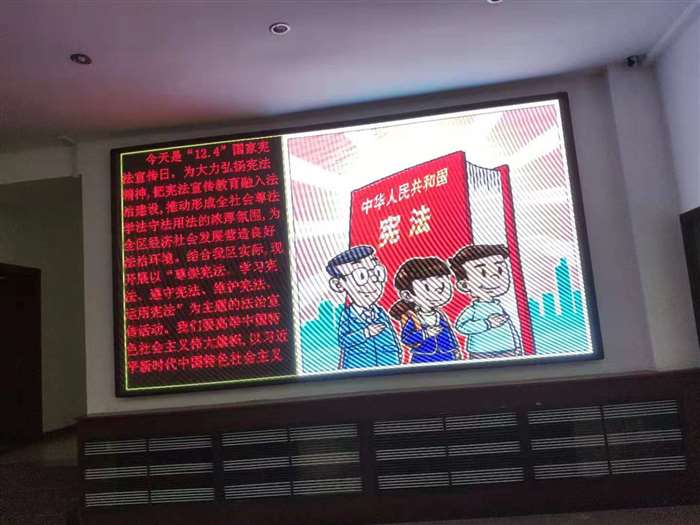 今天是“12.4”国家宪
法宣传日。为大力弘扬宪法
精神，把宪法宣传教育融入法
治建设，推动形成全社会尊法
学法守法用法的浓厚氛围，为
全区经济社会发展营造良好
法治环境。结合我区实际，现
开展以“尊崇宪法、学习宪
法、遵守宪法、维护宪法、
运用宪法”为主题的法治宣
传活动。我们要高举中国特
色社会主义伟大旗帜，以习近
平新时代中国特色社会主义
中华人民共和国
宪法